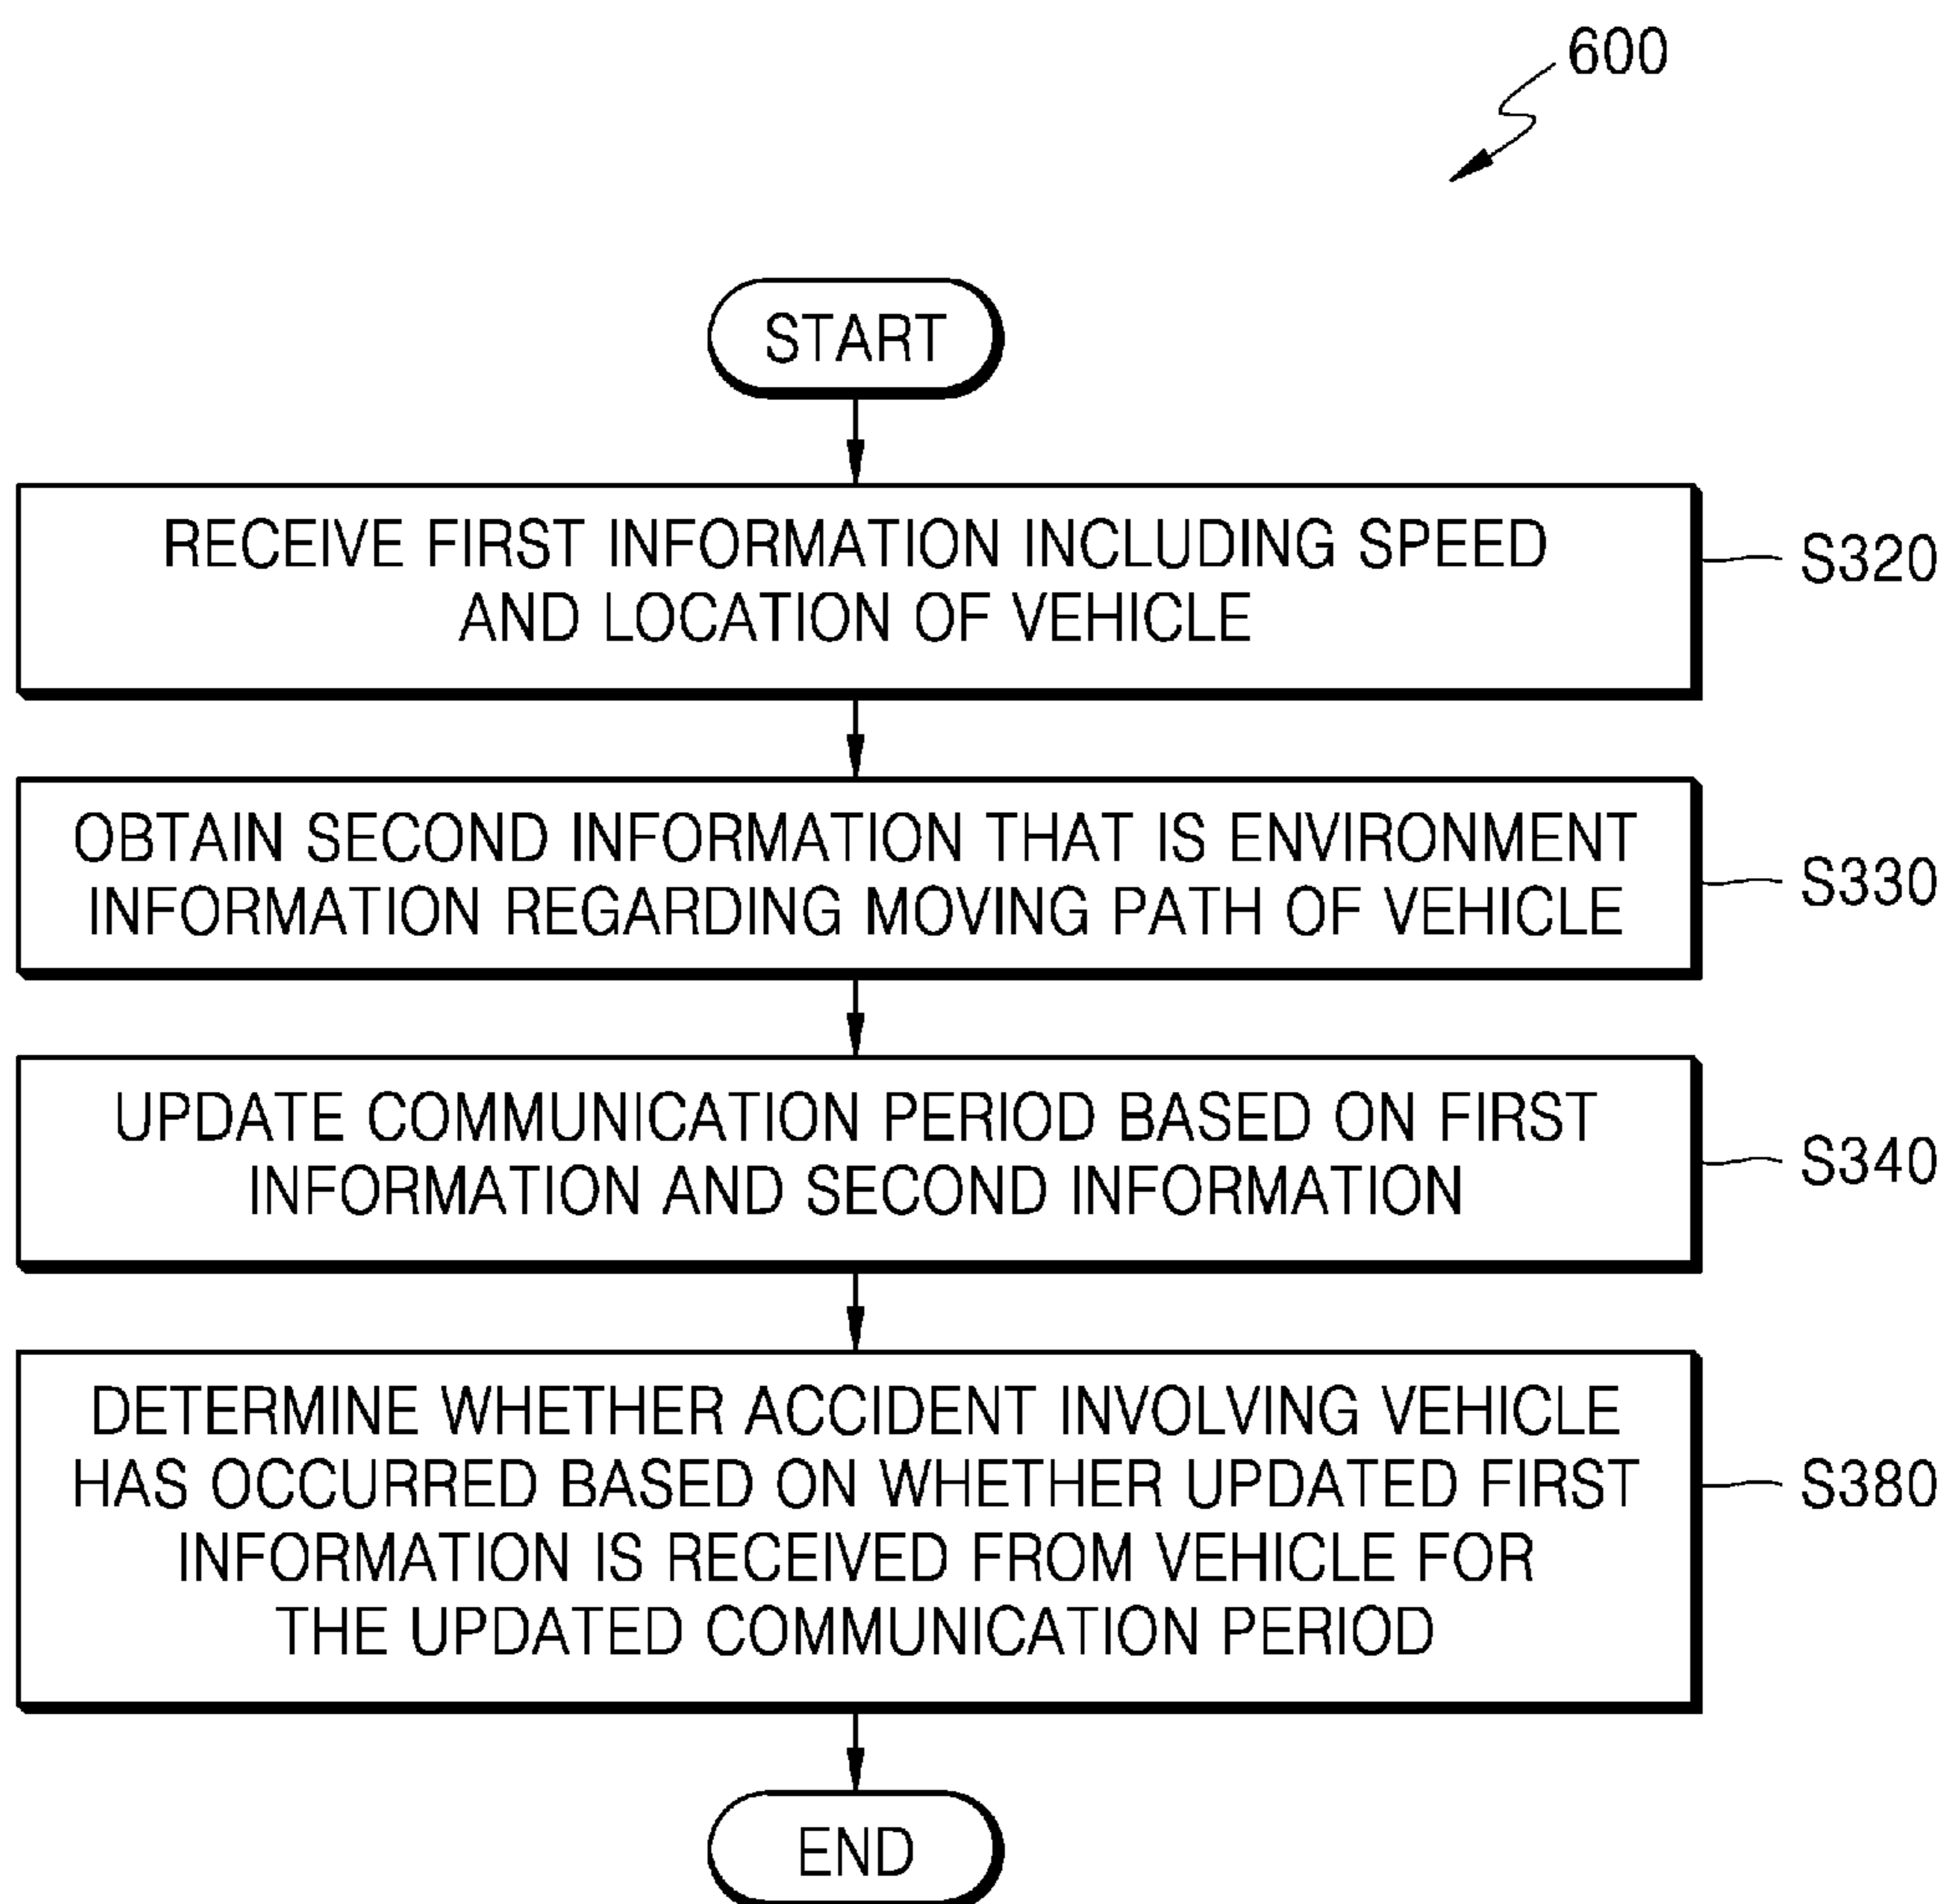 600
START
RECEIVE FIRST INFORMATION INCLUDING SPEED
AND LOCATION OF VEHICLE
S320
OBTAIN SECOND INFORMATION THAT IS ENVIRONMENT
INFORMATION REGARDING MOVING PATH OF VEHICLE
S330
UPDATE COMMUNICATION PERIOD BASED ON FIRST
INFORMATION AND SECOND INFORMATION
S340
DETERMINE WHETHER ACCIDENT INVOLVING VEHICLE
HAS OCCURRED BASED ON WHETHER UPDATED FIRST
INFORMATION IS RECEIVED FROM VEHICLE FOR
THE UPDATED COMMUNICATION PERIOD
S380
END